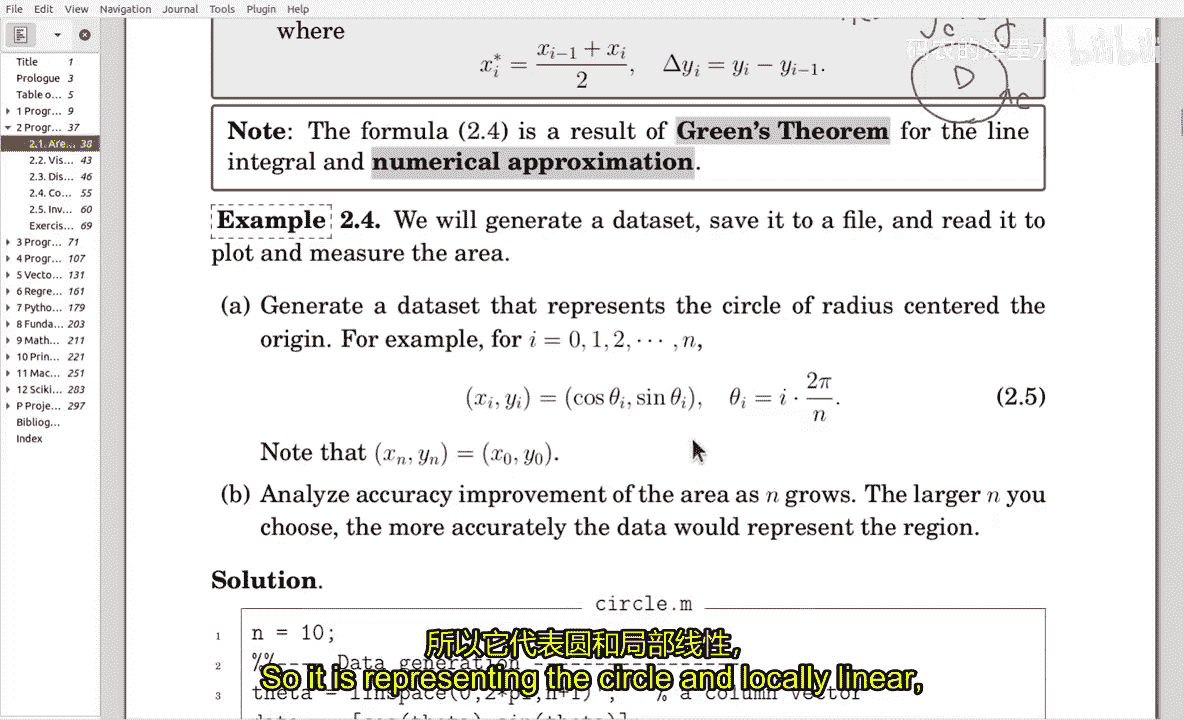 File Edit View Navigation Journal Tools Plugin Help
Title 1
Prologue 3
Table o... 5
1 Progr... 9
2 Progr... 37
2.1. Are... 38
2.2. Vis... 43
2.3. Dis... 46
2.4. Co... 55
2.5. Inv... 60
Exercis... 69
3 Progr... 71
4 Progr... 107
5 Vecto... 131
6 Regre... 161
7 Pytho... 179
8 Funda... 203
9 Math... 211
10 Prin... 221
11 Mac... 251
12 Sciki... 283
P Proje... 297
Bibliog...
Index
where
x_i^* = (x_{i−1} + x_i)/2, Δy_i = y_i − y_{i−1}.
D
Note: The formula (2.4) is a result of Green's Theorem for the line
integral and numerical approximation.
Example 2.4. We will generate a dataset, save it to a file, and read it to
plot and measure the area.
(a) Generate a dataset that represents the circle of radius centered the
origin. For example, for i = 0, 1, 2, ··· , n,
(x_i, y_i) = (cos θ_i, sin θ_i), θ_i = i · 2π/n. (2.5)
Note that (x_n, y_n) = (x_0, y_0).
(b) Analyze accuracy improvement of the area as n grows. The larger n you
choose, the more accurately the data would represent the region.
Solution.
circle.m
1 n = 10;
2 %%---- Data generation
3 theta = linspace(0,2*pi,n+1)'; % a column vector
data = [cos(theta),sin(theta)];
所以它代表圆和局部线性,
So it is representing the circle and locally linear,